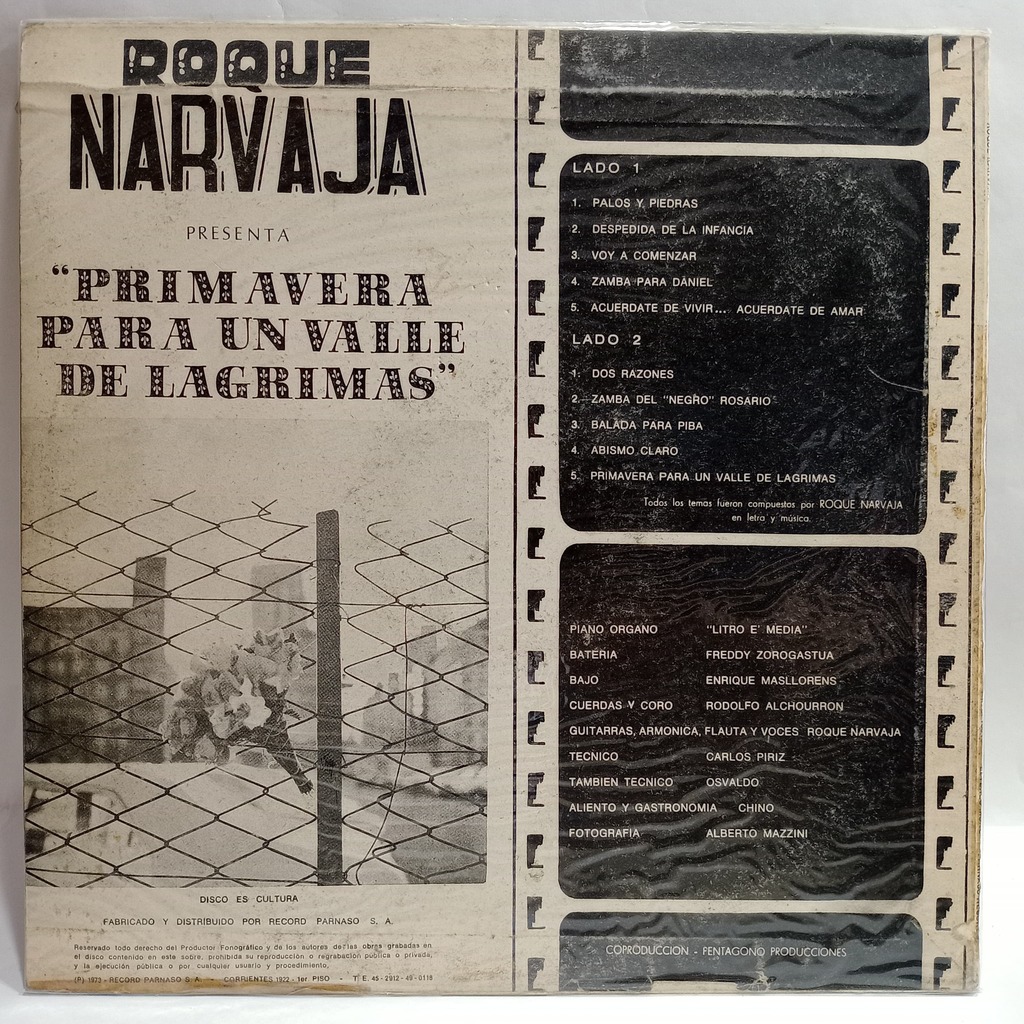 ROQUE
NARVAJA
PRESENTA
“PRIMAVERA
PARA UN VALLE
DE LAGRIMAS”
DISCO ES CULTURA
FABRICADO Y DISTRIBUIDO POR RECORD PARNASO S. A.
Reservado todo derecho del Productor Fonográfico y de los autores de las obras grabadas en
el disco contenido en este sobre, prohibida su reproducción o regrabación pública o privada,
y la ejecución pública o por cualquier usuario y procedimiento.
(P) 1973 - RECORD PARNASO S. A. - CORRIENTES 1922 - 1er. PISO - T. E. 45 - 2912 - 49 - 0118
LADO 1
1. PALOS Y PIEDRAS
2. DESPEDIDA DE LA INFANCIA
3. VOY A COMENZAR
4. ZAMBA PARA DANIEL
5. ACUERDATE DE VIVIR... ACUERDATE DE AMAR
LADO 2
1. DOS RAZONES
2. ZAMBA DEL "NEGRO" ROSARIO
3. BALADA PARA PIBA
4. ABISMO CLARO
5. PRIMAVERA PARA UN VALLE DE LAGRIMAS
Todos los temas fueron compuestos por ROQUE NARVAJA
en letra y música.
PIANO ORGANO "LITRO E' MEDIA"
BATERIA FREDDY ZOROGASTUA
BAJO ENRIQUE MASLLORENS
CUERDAS Y CORO RODOLFO ALCHOURRON
GUITARRAS, ARMONICA, FLAUTA Y VOCES ROQUE NARVAJA
TECNICO CARLOS PIRIZ
TAMBIEN TECNICO OSVALDO
ALIENTO Y GASTRONOMIA CHINO
FOTOGRAFIA ALBERTO MAZZINI
COPRODUCCION - PENTAGONO PRODUCCIONES